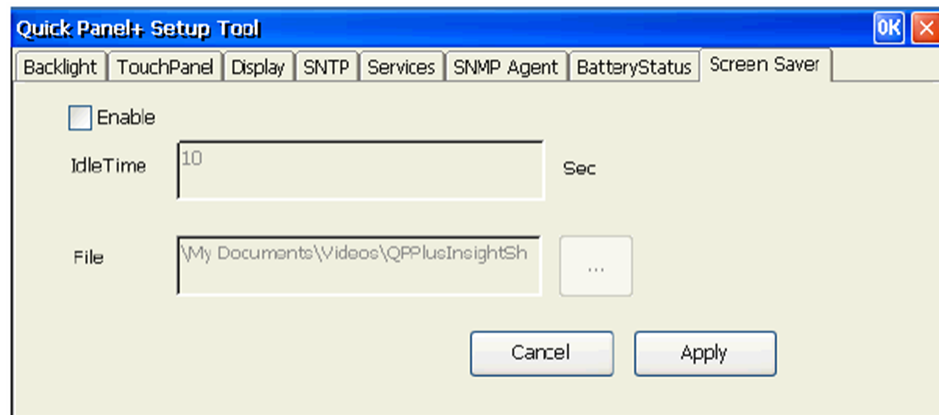 Quick Panel+ Setup Tool OK
Backlight TouchPanel Display SNTP Services SNMP Agent BatteryStatus Screen Saver
Enable
IdleTime 10 Sec
File \My Documents\Videos\QPPlusInsightSh ...
Cancel Apply